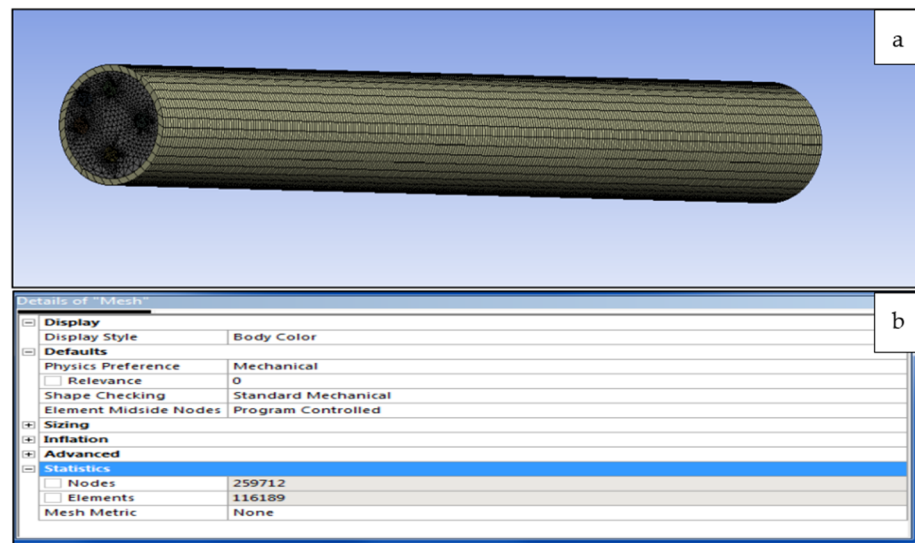 a
Details of "Mesh"
b
Display
Display Style Body Color
Defaults
Physics Preference Mechanical
Relevance 0
Shape Checking Standard Mechanical
Element Midside Nodes Program Controlled
Sizing
Inflation
Advanced
Statistics
Nodes 259712
Elements 116189
Mesh Metric None